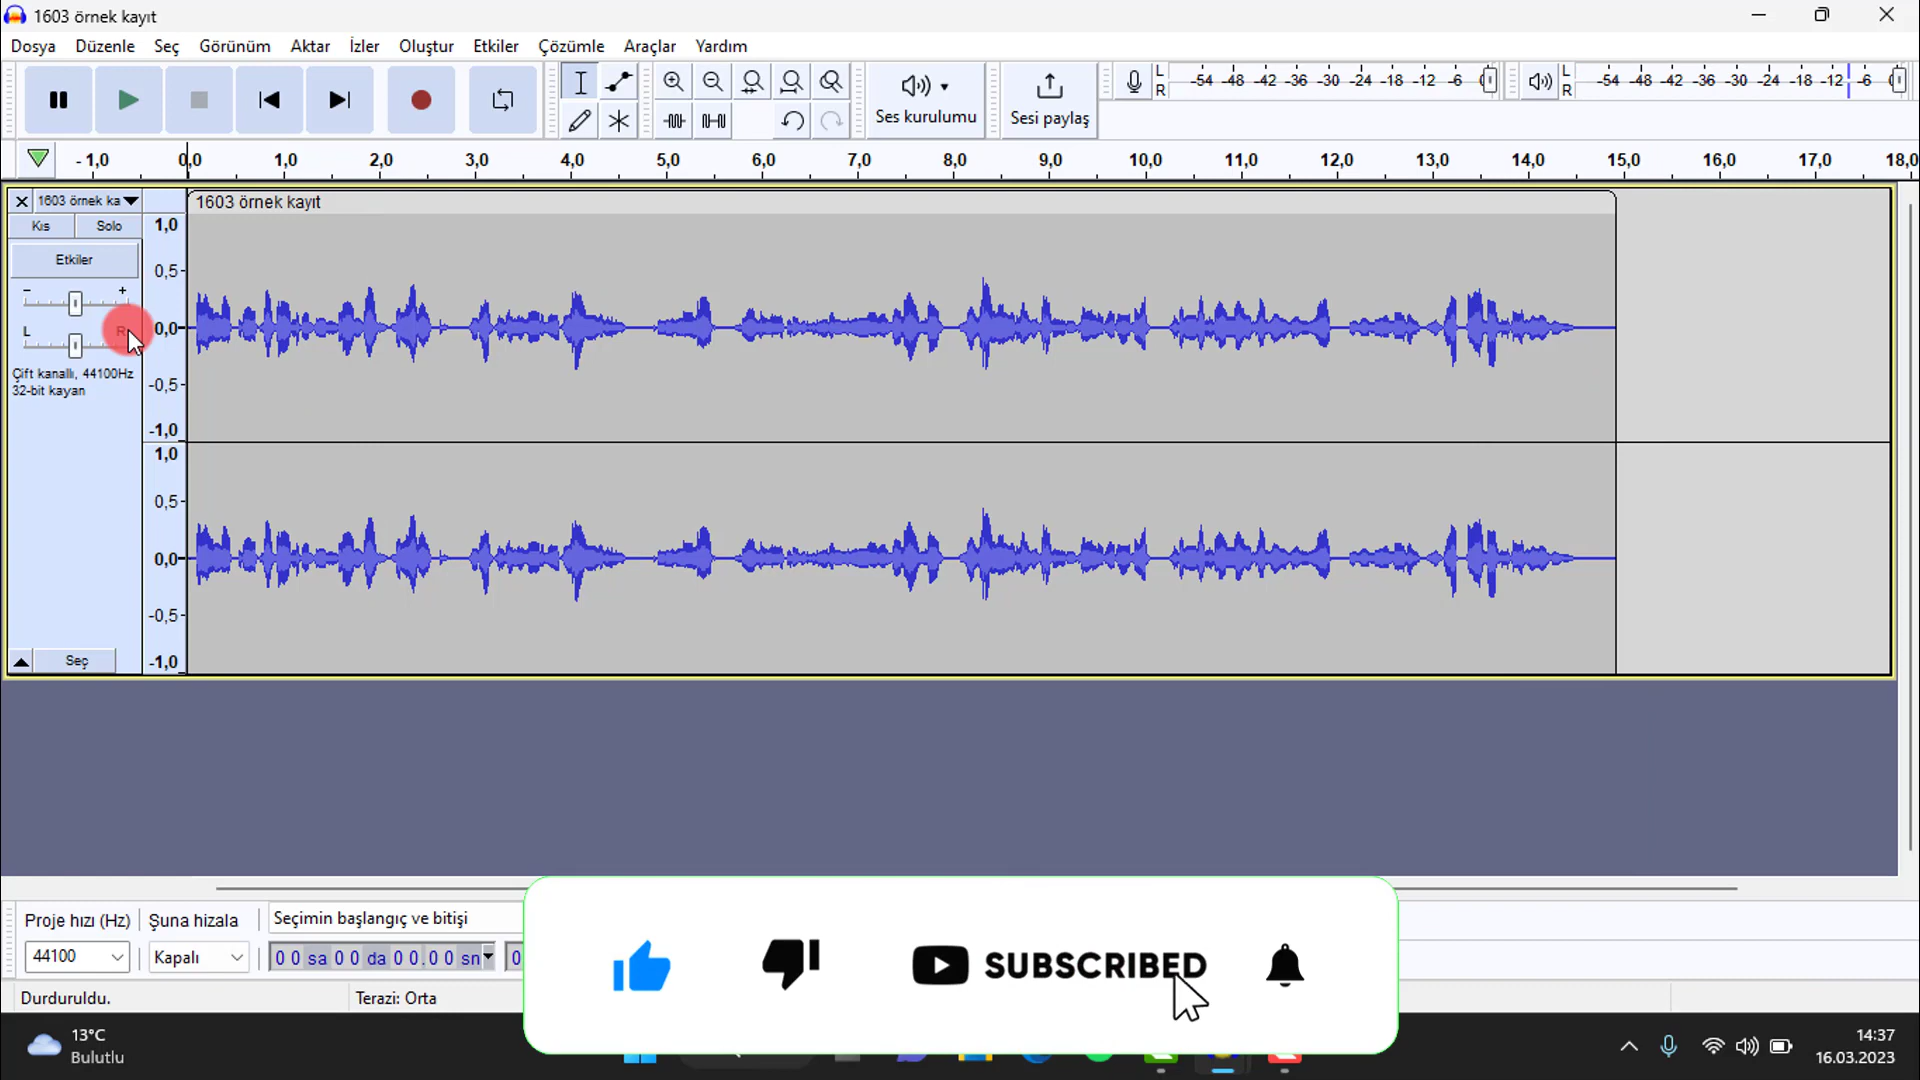 1603 örnek kayıt
Dosya Düzenle Seç Görünüm Aktar İzler Oluştur Etkiler Çözümle Araçlar Yardım
Ses kurulumu
Sesi paylaş
L
R
-54 -48 -42 -36 -30 -24 -18 -12 -6
L
R
-54 -48 -42 -36 -30 -24 -18 -12 -6
-1,0 0,0 1,0 2,0 3,0 4,0 5,0 6,0 7,0 8,0 9,0 10,0 11,0 12,0 13,0 14,0 15,0 16,0 17,0 18,0
1603 örnek ka
Kıs Solo
Etkiler
- +
L R
Çift kanallı, 44100Hz
32-bit kayan
Seç
1603 örnek kayıt
1,0
0,5-
0,0-
-0,5-
-1,0
1,0
0,5-
0,0-
-0,5-
-1,0
Proje hızı (Hz) Şuna hizala Seçimin başlangıç ve bitişi
44100 Kapalı 00 sa 00 da 00.00 sn 0
Durduruldu. Terazi: Orta
SUBSCRIBED
13°C
Bulutlu
14:37
16.03.2023